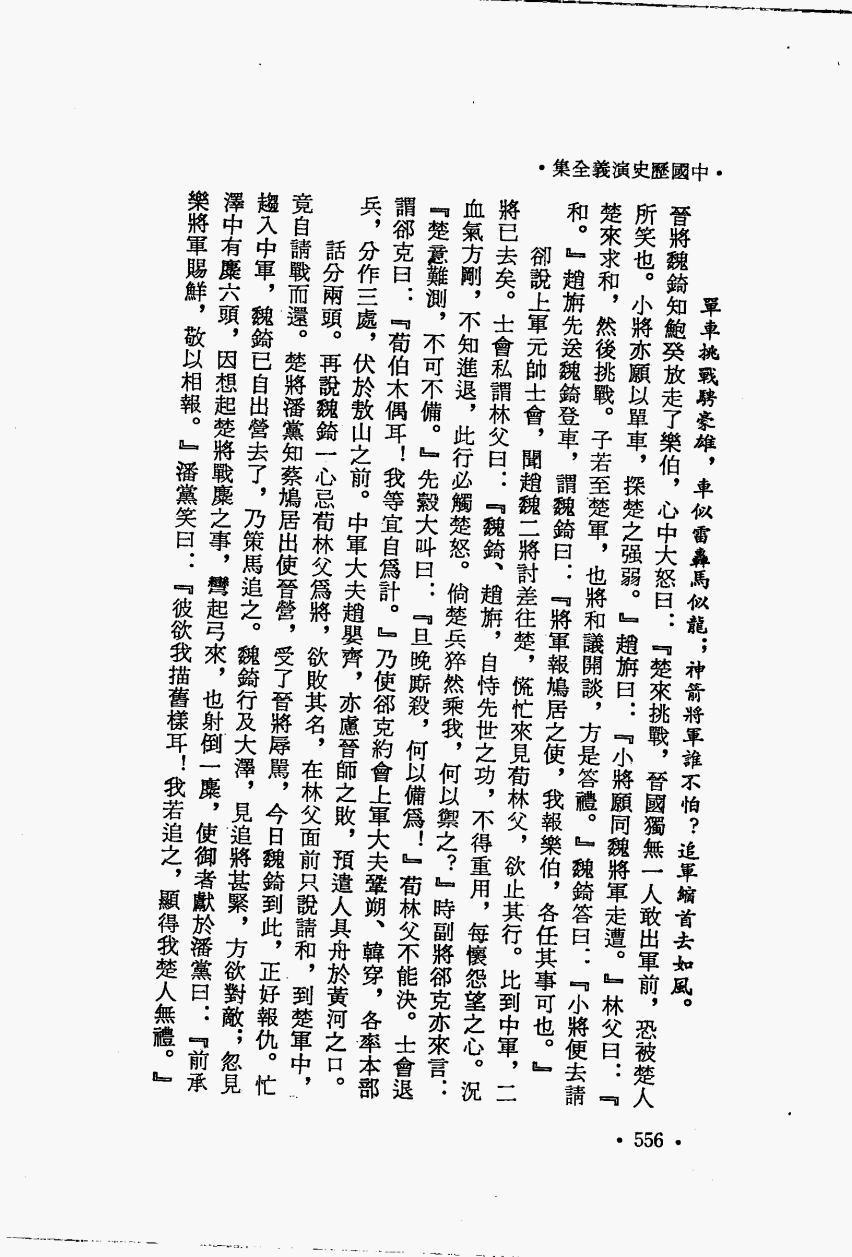 •中國歷史演義全集•
單車挑戰騁豪雄，車似雷轟馬似龍；神箭將軍誰不怕？追軍縮首去如風。
晉將魏錡知鮑癸放走了樂伯，心中大怒曰：『楚來挑戰，晉國獨無一人敢出軍前，恐被楚人
所笑也。小將亦願以單車，探楚之强弱。』趙旃曰：『小將願同魏將軍走遭。』林父曰：『
楚來求和，然後挑戰。子若至楚軍，也將和議開談，方是答禮。』魏錡答曰：『小將便去請
和。』趙旃先送魏錡登車，謂魏錡曰：『將軍報鳩居之使，我報樂伯，各任其事可也。』
卻說上軍元帥士會，聞趙魏二將討差往楚，慌忙來見荀林父，欲止其行。比到中軍，二
將已去矣。士會私謂林父曰：『魏錡、趙旃，自恃先世之功，不得重用，每懷怨望之心。況
血氣方剛，不知進退，此行必觸楚怒。倘楚兵猝然乘我，何以禦之？』時副將郤克亦來言：
『楚意難測，不可不備。』先縠大叫曰：『旦晚廝殺，何以備爲！』荀林父不能決。士會退
謂郤克曰：『荀伯木偶耳！我等宜自爲計。』乃使郤克約會上軍大夫鞏朔、韓穿，各率本部
兵，分作三處，伏於敖山之前。中軍大夫趙嬰齊，亦慮晉師之敗，預遣人具舟於黃河之口。
話分兩頭。再說魏錡一心忌荀林父爲將，欲敗其名，在林父面前只說請和，到楚軍中，
竟自請戰而還。楚將潘黨知蔡鳩居出使晉營，受了晉將辱罵，今日魏錡到此，正好報仇。忙
趨入中軍，魏錡已自出營去了，乃策馬追之。魏錡行及大澤，見追將甚緊，方欲對敵；忽見
澤中有麋六頭，因想起楚將戰麋之事，彎起弓來，也射倒一麋，使御者獻於潘黨曰：『前承
樂將軍賜鮮，敬以相報。』潘黨笑曰：『彼欲我描舊樣耳！我若追之，顯得我楚人無禮。』
•556•